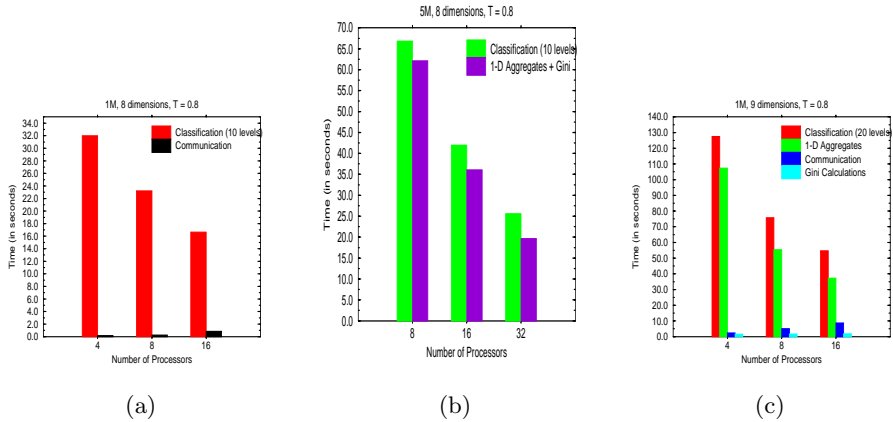 1M, 8 dimensions, T = 0.8
34.0
32.0
30.0
28.0
26.0
24.0
22.0
20.0
18.0
16.0
14.0
12.0
10.0
8.0
6.0
4.0
2.0
0.0
Time (in seconds)
Classification (10 levels)
Communication
4 8 16
Number of Processors
(a)
5M, 8 dimensions, T = 0.8
70.0
65.0
60.0
55.0
50.0
45.0
40.0
35.0
30.0
25.0
20.0
15.0
10.0
5.0
0.0
Time (in seconds)
Classification (10 levels)
1-D Aggregates + Gini
8 16 32
Number of Processors
(b)
1M, 9 dimensions, T = 0.8
140.0
130.0
120.0
110.0
100.0
90.0
80.0
70.0
60.0
50.0
40.0
30.0
20.0
10.0
0.0
Time (in seconds)
Classification (20 levels)
1-D Aggregates
Communication
Gini Calculations
4 8 16
Number of Processors
(c)